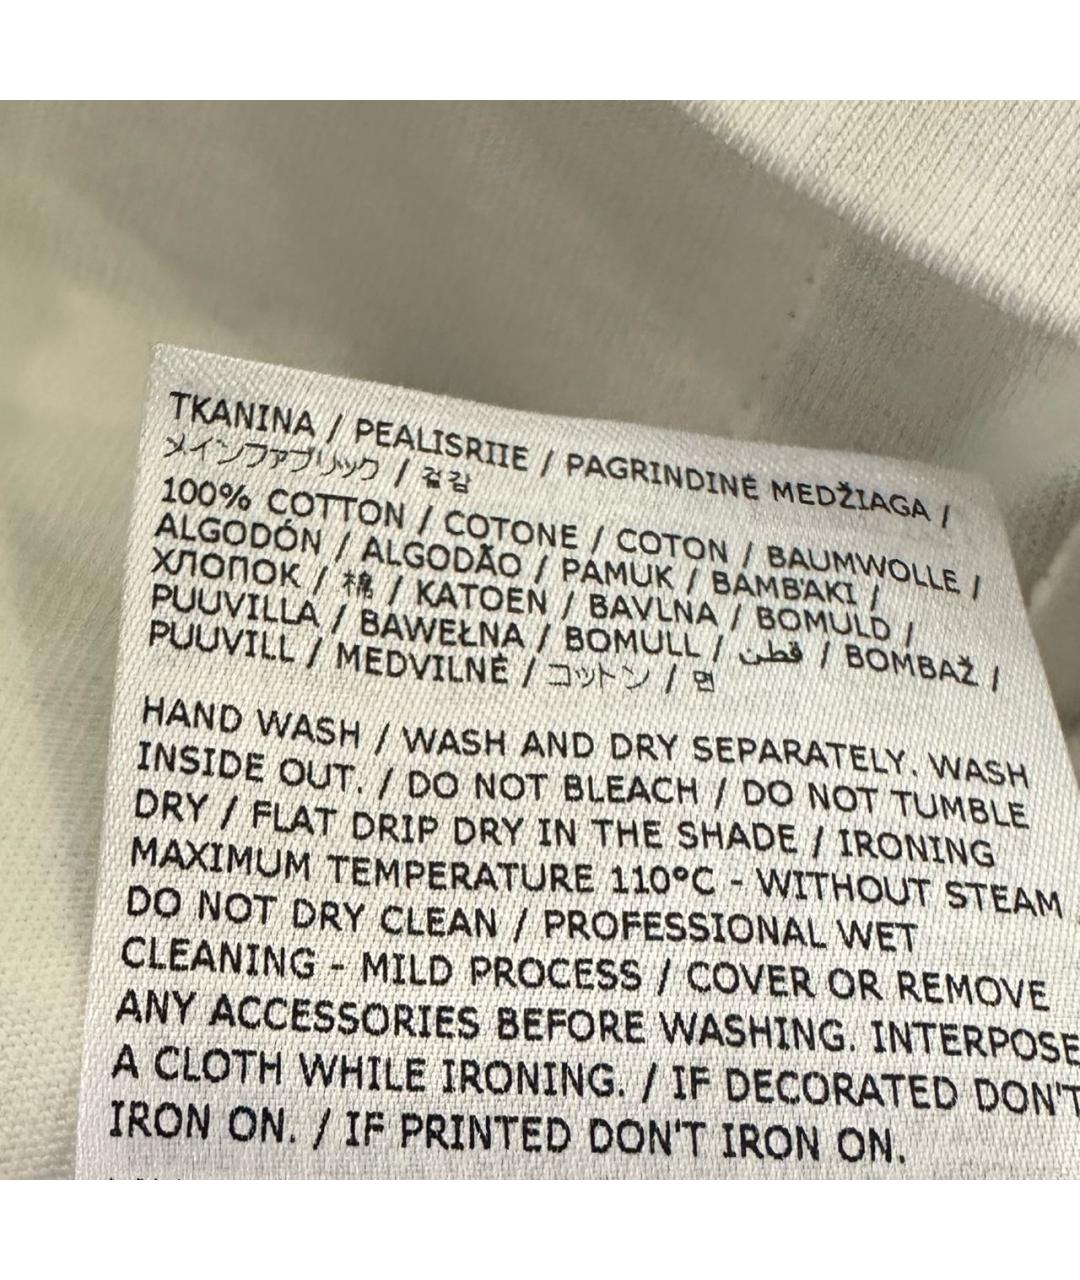 TKANINA / PEALISRIIE / PAGRINDINĖ MEDŽIAGA /
メインファブリック / 겉감
100% COTTON / COTONE / COTON / BAUMWOLLE /
ALGODÓN / ALGODÃO / PAMUK / BAMBAKI /
ХЛОПОК / 棉 / KATOEN / BAVLNA / BOMULD /
PUUVILLA / BAWEŁNA / BOMULL / قطن / BOMBAŽ /
PUUVILL / MEDVILNĖ / コットン / 면
HAND WASH / WASH AND DRY SEPARATELY. WASH
INSIDE OUT. / DO NOT BLEACH / DO NOT TUMBLE
DRY / FLAT DRIP DRY IN THE SHADE / IRONING
MAXIMUM TEMPERATURE 110°C - WITHOUT STEAM
DO NOT DRY CLEAN / PROFESSIONAL WET
CLEANING - MILD PROCESS / COVER OR REMOVE
ANY ACCESSORIES BEFORE WASHING. INTERPOSE
A CLOTH WHILE IRONING. / IF DECORATED DON'T
IRON ON. / IF PRINTED DON'T IRON ON.